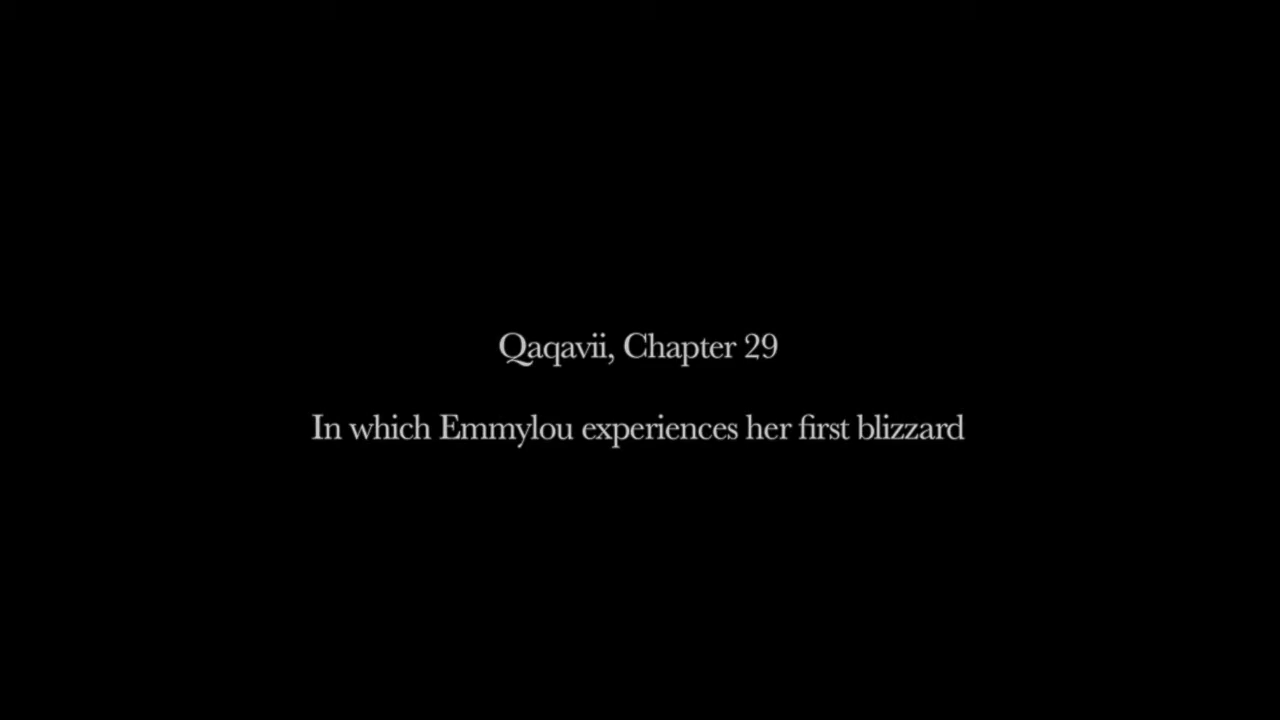 Qaqavii, Chapter 29
In which Emmylou experiences her first blizzard